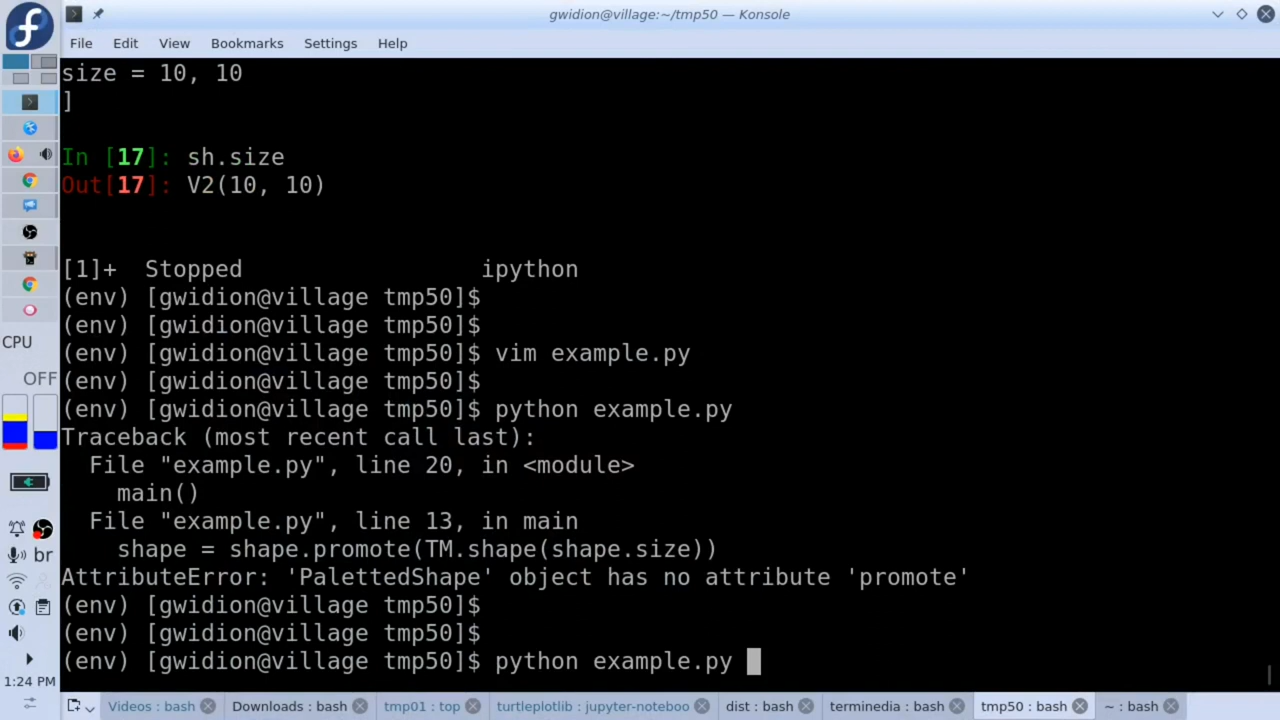 gwidion@village:~/tmp50 — Konsole
File Edit View Bookmarks Settings Help
size = 10, 10
]
In [17]: sh.size
Out[17]: V2(10, 10)
[1]+  Stopped                 ipython
(env) [gwidion@village tmp50]$
(env) [gwidion@village tmp50]$
(env) [gwidion@village tmp50]$ vim example.py
(env) [gwidion@village tmp50]$
(env) [gwidion@village tmp50]$ python example.py
Traceback (most recent call last):
  File "example.py", line 20, in <module>
    main()
  File "example.py", line 13, in main
    shape = shape.promote(TM.shape(shape.size))
AttributeError: 'PalettedShape' object has no attribute 'promote'
(env) [gwidion@village tmp50]$
(env) [gwidion@village tmp50]$
(env) [gwidion@village tmp50]$ python example.py
CPU
OFF
br
1:24 PM
Videos : bash Downloads : bash tmp01 : top turtleplotlib : jupyter-noteboo dist : bash terminedia : bash tmp50 : bash ~ : bash